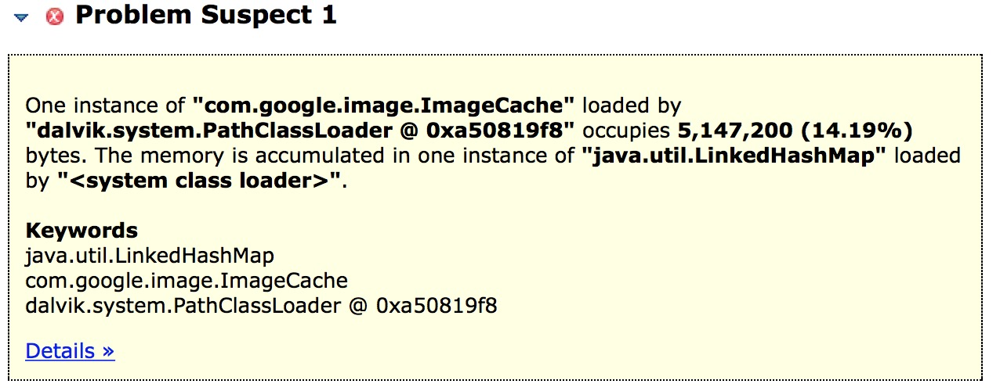 Problem Suspect 1
One instance of "com.google.image.ImageCache" loaded by
"dalvik.system.PathClassLoader @ 0xa50819f8" occupies 5,147,200 (14.19%)
bytes. The memory is accumulated in one instance of "java.util.LinkedHashMap" loaded
by "<system class loader>".
Keywords
java.util.LinkedHashMap
com.google.image.ImageCache
dalvik.system.PathClassLoader @ 0xa50819f8
Details »